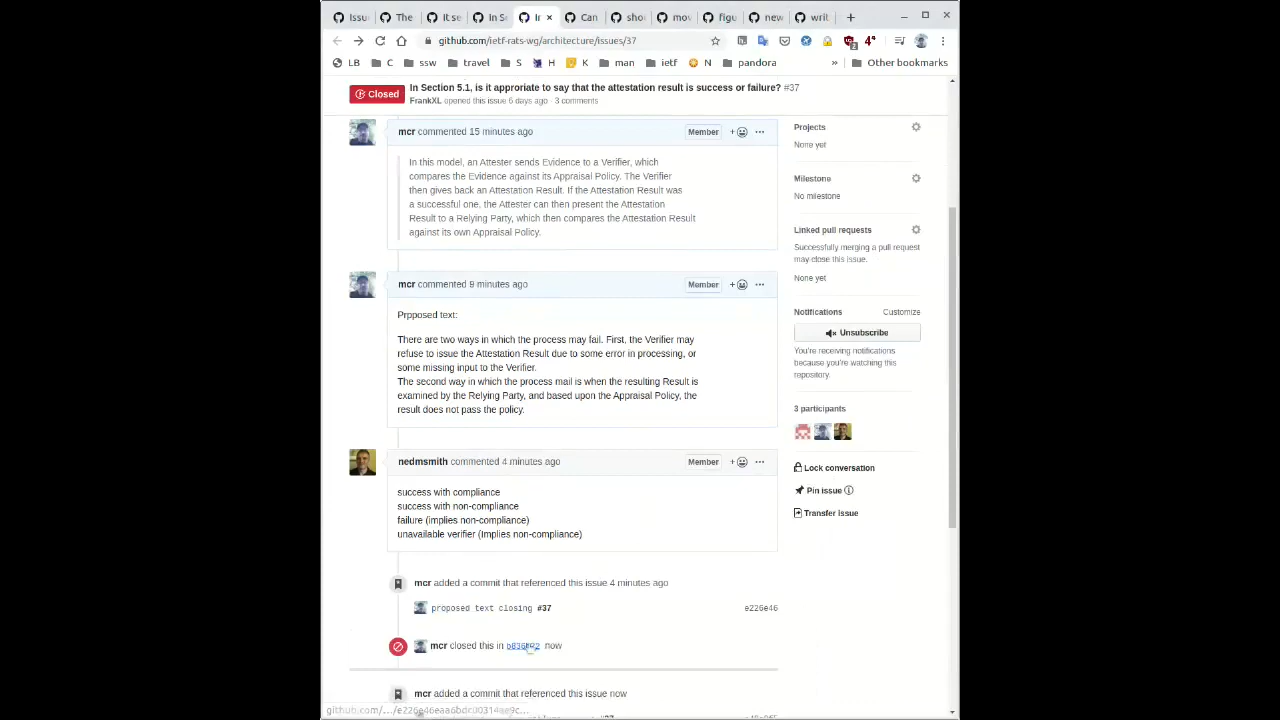 Issu
The
it se
In Se
Ir
Can
sho
mov
figu
new
writ
github.com/ietf-rats-wg/architecture/issues/37
LB
C
ssw
travel
S
H
K
man
ietf
N
pandora
»
Other bookmarks
Closed
In Section 5.1, is it approriate to say that the attestation result is success or failure? #37
FrankXL opened this issue 6 days ago · 3 comments
mcr commented 15 minutes ago
Member
In this model, an Attester sends Evidence to a Verifier, which
compares the Evidence against its Appraisal Policy. The Verifier
then gives back an Attestation Result. If the Attestation Result was
a successful one, the Attester can then present the Attestation
Result to a Relying Party, which then compares the Attestation Result
against its own Appraisal Policy.
mcr commented 9 minutes ago
Member
Prpposed text:
There are two ways in which the process may fail. First, the Verifier may
refuse to issue the Attestation Result due to some error in processing, or
some missing input to the Verifier.
The second way in which the process mail is when the resulting Result is
examined by the Relying Party, and based upon the Appraisal Policy, the
result does not pass the policy.
nedmsmith commented 4 minutes ago
Member
success with compliance
success with non-compliance
failure (implies non-compliance)
unavailable verifier (Implies non-compliance)
mcr added a commit that referenced this issue 4 minutes ago
proposed text closing #37
e226e46
mcr closed this in
now
mcr added a commit that referenced this issue now
Projects
None yet
Milestone
No milestone
Linked pull requests
Successfully merging a pull request
may close this issue.
None yet
Notifications
Customize
Unsubscribe
You're receiving notifications
because you're watching this
repository.
3 participants
Lock conversation
Pin issue
Transfer issue